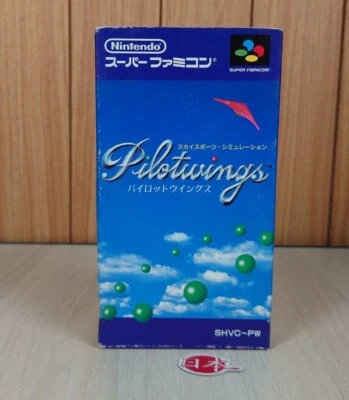 Nintendo
スーパーファミコン
SUPER FAMICOM
スカイスポーツ・シミュレーション
Pilotwings
パイロットウイングス
SHVC-PW
日本